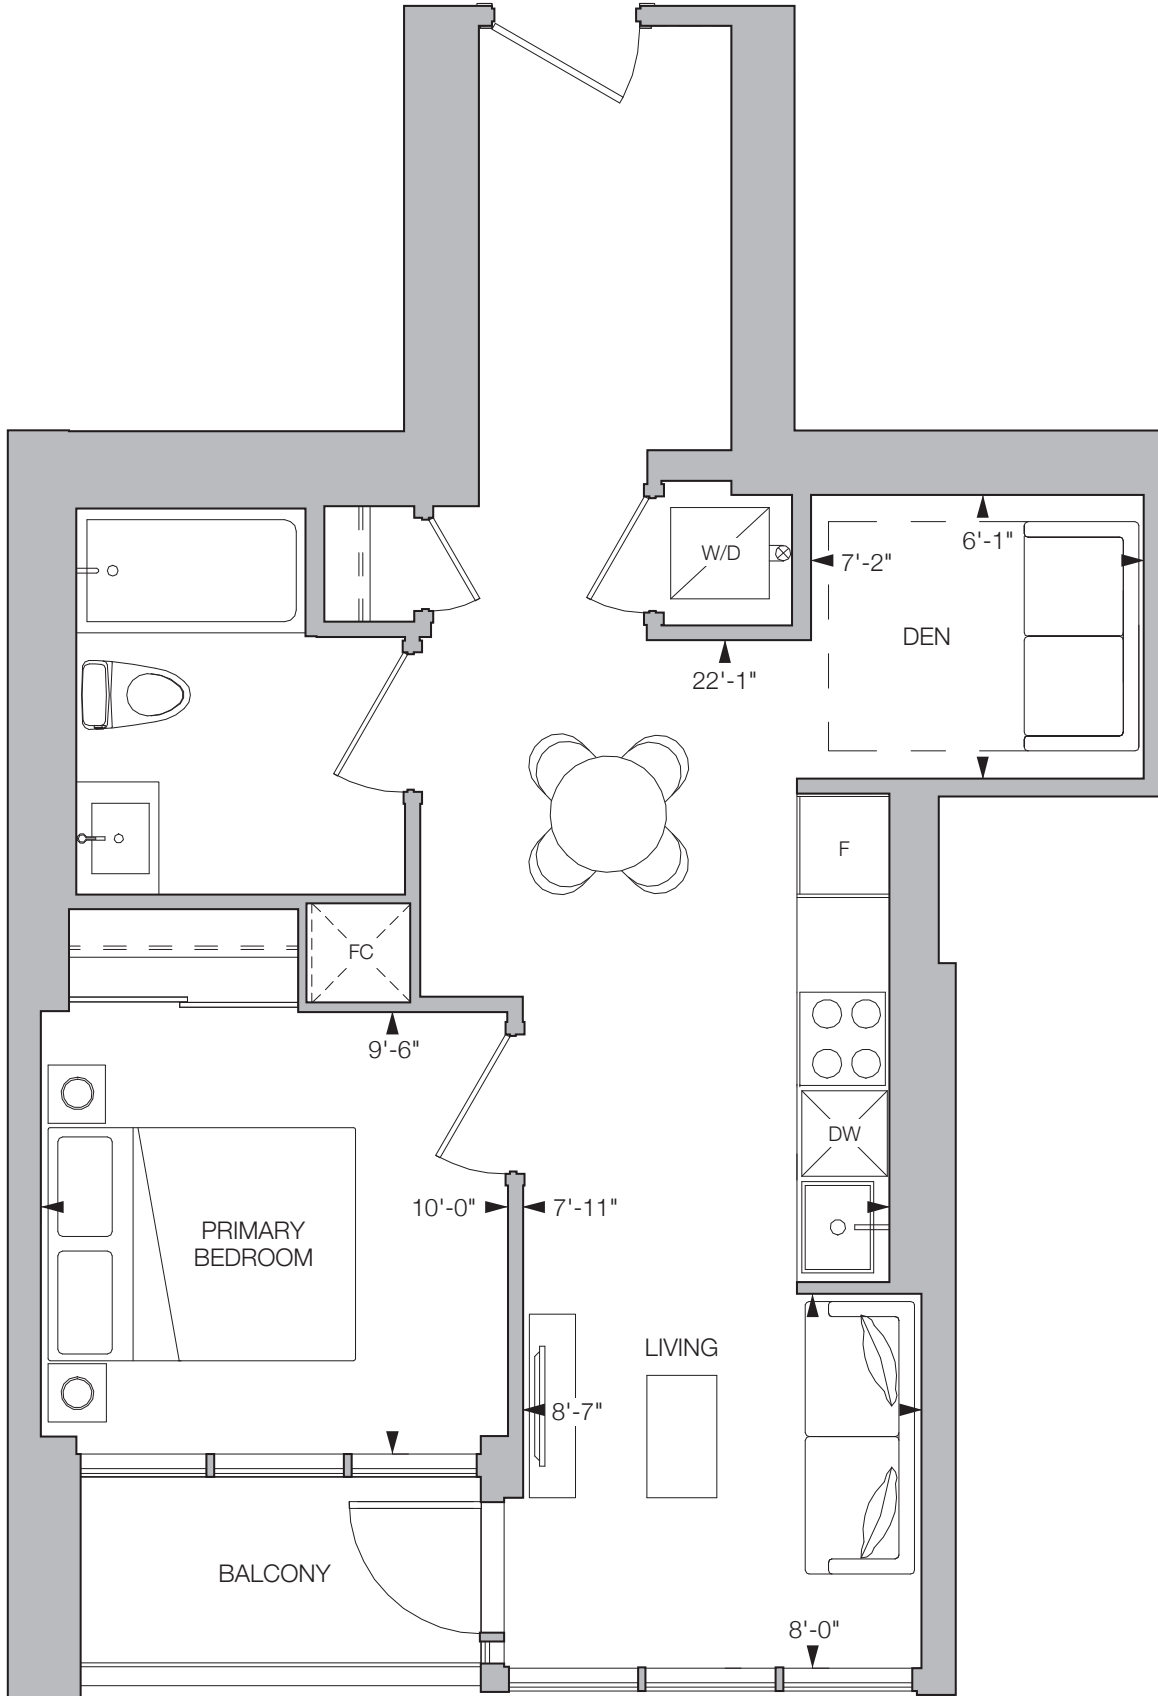 W/D
6'-1"
7'-2"
DEN
22'-1"
F
FC
9'-6"
DW
10'-0"
7'-11"
PRIMARY
BEDROOM
LIVING
8'-7"
BALCONY
8'-0"